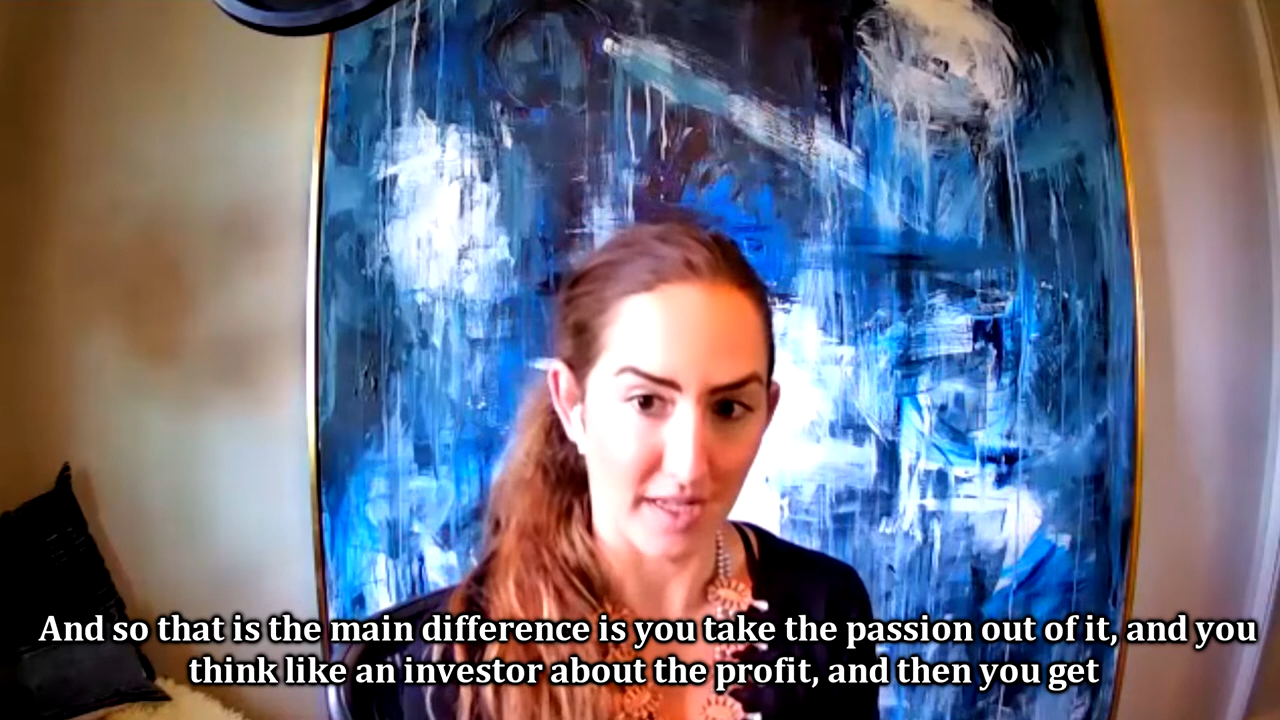 And so that is the main difference is you take the passion out of it, and you
think like an investor about the profit, and then you get